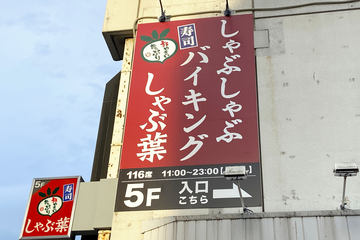 しゃぶしゃぶ
バイキング
寿司
しゃぶ葉
116席 11:00~23:00
5F
入口
こちら
5F
寿司
しゃぶ葉